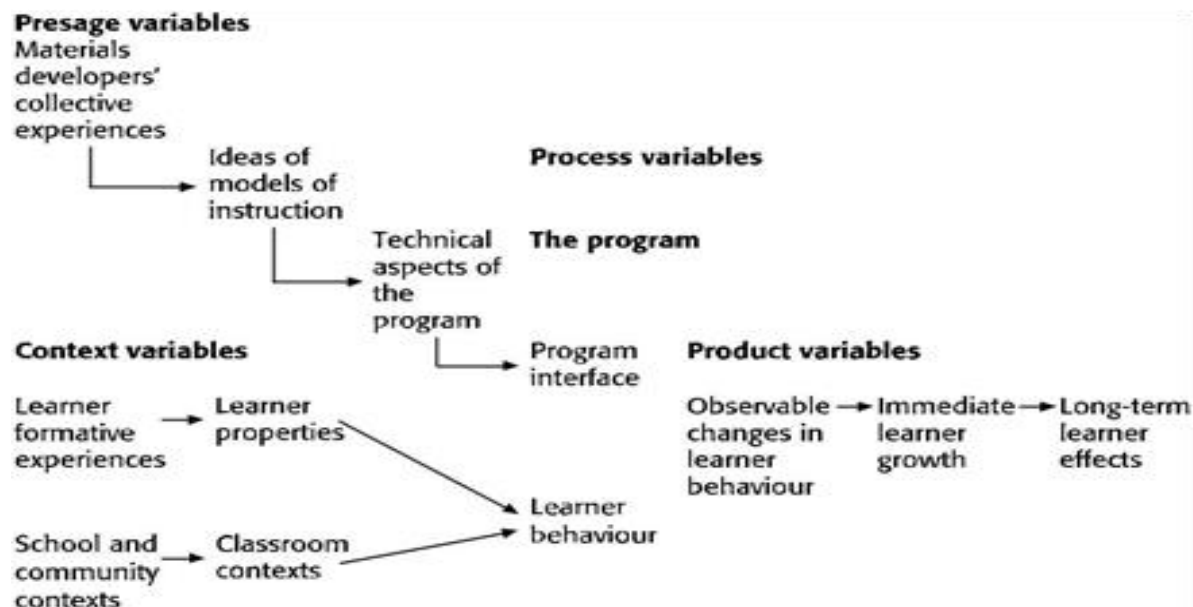 Presage variables
Materials
developers'
collective
experiences
Ideas of
models of
instruction
Process variables
Technical
aspects of
the
program
The program
Program
interface
Context variables
Learner
formative
experiences
Learner
properties
School and
community
contexts
Classroom
contexts
Learner
behaviour
Product variables
Observable
changes in
learner
behaviour
Immediate
learner
growth
Long-term
learner
effects